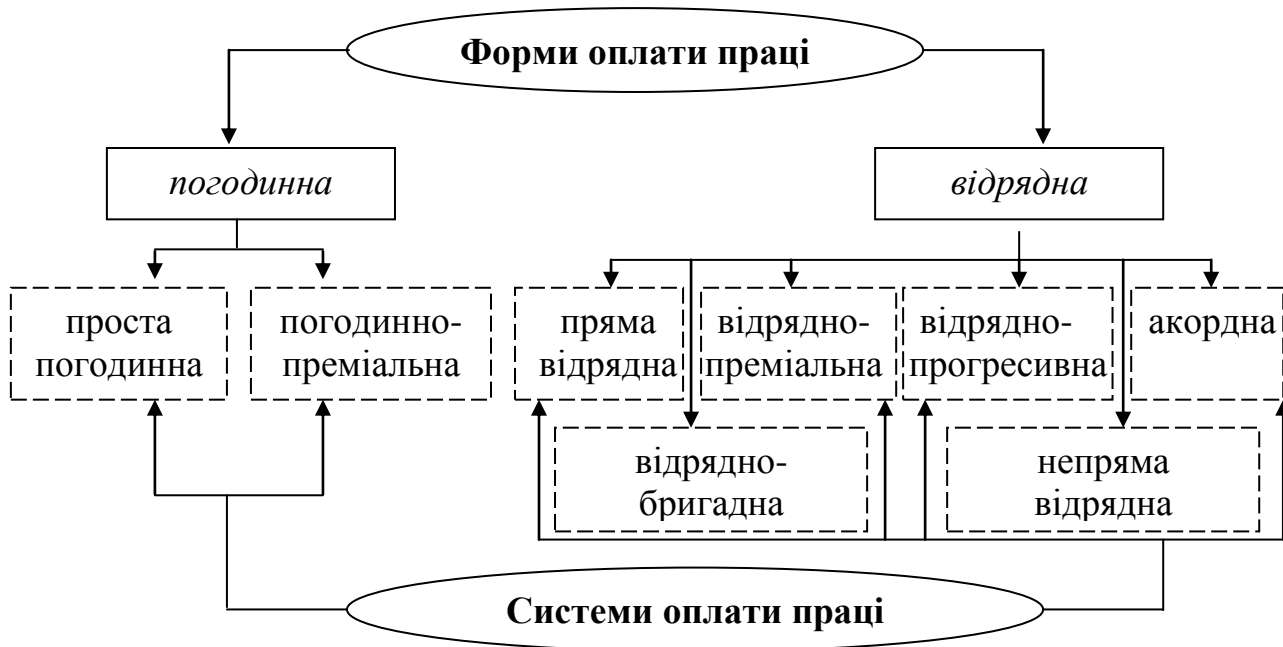 Форми оплати праці
погодинна
відрядна
проста
погодинна
погодинно-
преміальна
пряма
відрядна
відрядно-
преміальна
відрядно-
прогресивна
акордна
відрядно-
бригадна
непряма
відрядна
Системи оплати праці